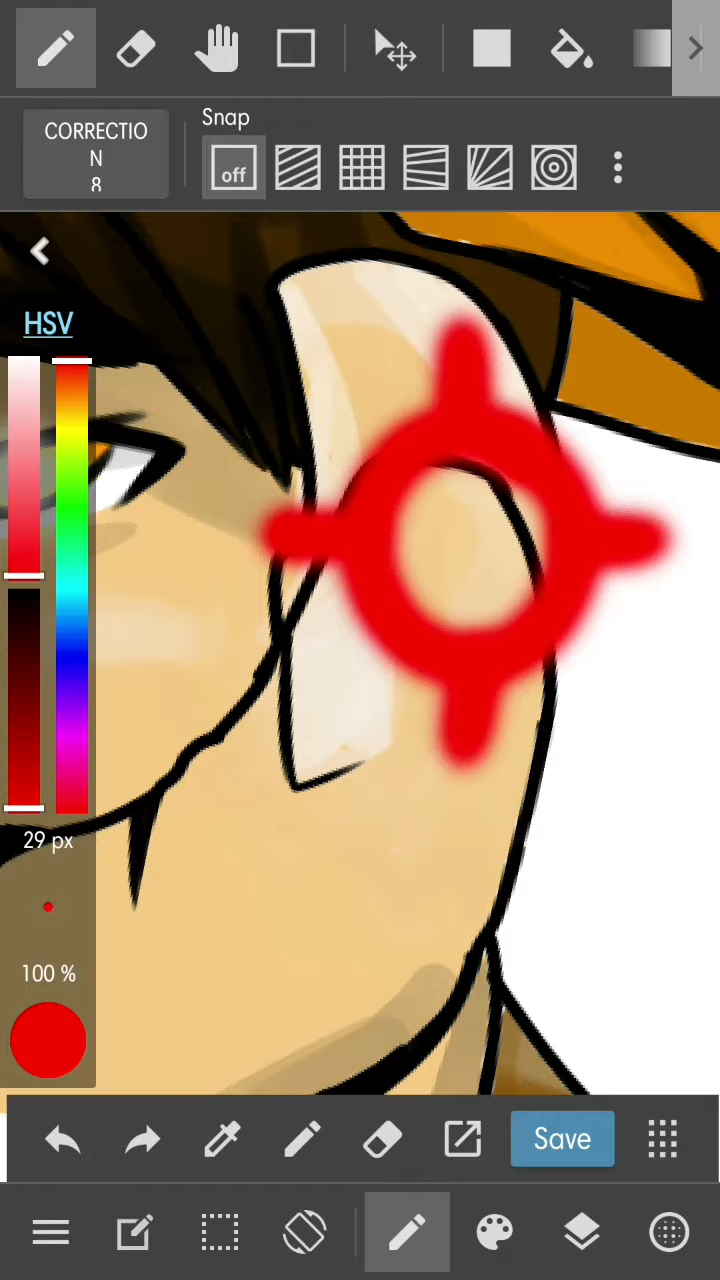 CORRECTIO
N
8
Snap
off
HSV
29 px
100 %
Save